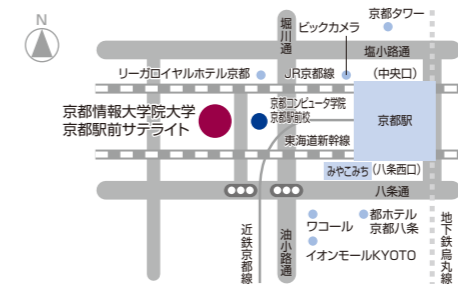 N
京都タワー
堀川通
ビックカメラ
塩小路通
リーガロイヤルホテル京都
JR京都線
(中央口)
京都情報大学院大学
京都駅前サテライト
京都コンピュータ学院
京都駅前校
京都駅
東海道新幹線
みやこみち
(八条西口)
八条通
ワコール
都ホテル
京都八条
イオンモールKYOTO
近鉄京都線
油小路通
地下鉄烏丸線